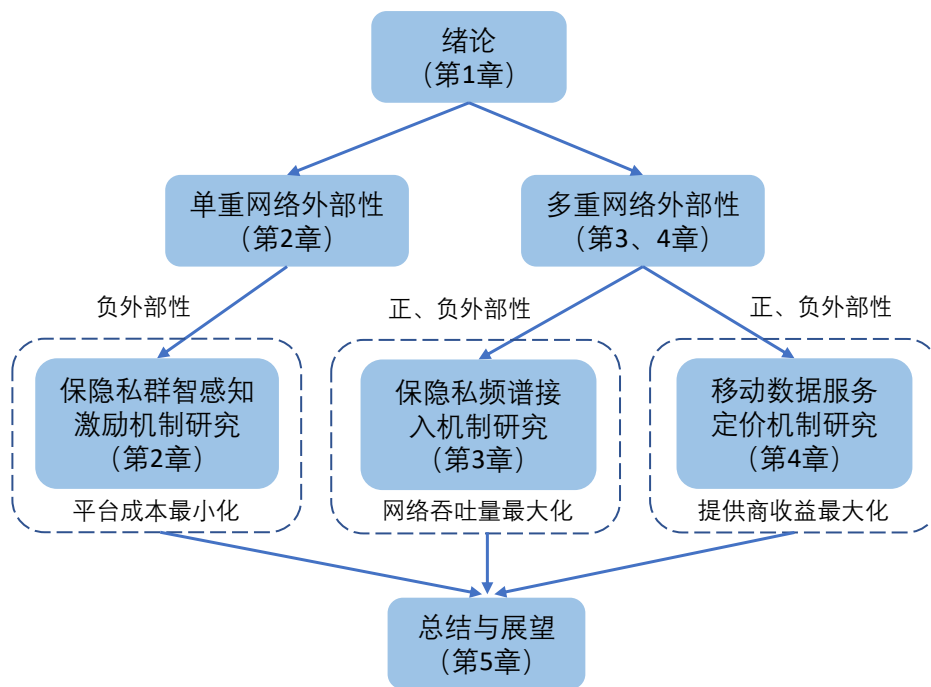 绪论
（第1章）
单重网络外部性
（第2章）
多重网络外部性
（第3、4章）
负外部性
正、负外部性
正、负外部性
保隐私群智感知
激励机制研究
（第2章）
保隐私频谱接
入机制研究
（第3章）
移动数据服务
定价机制研究
（第4章）
平台成本最小化
网络吞吐量最大化
提供商收益最大化
总结与展望
（第5章）